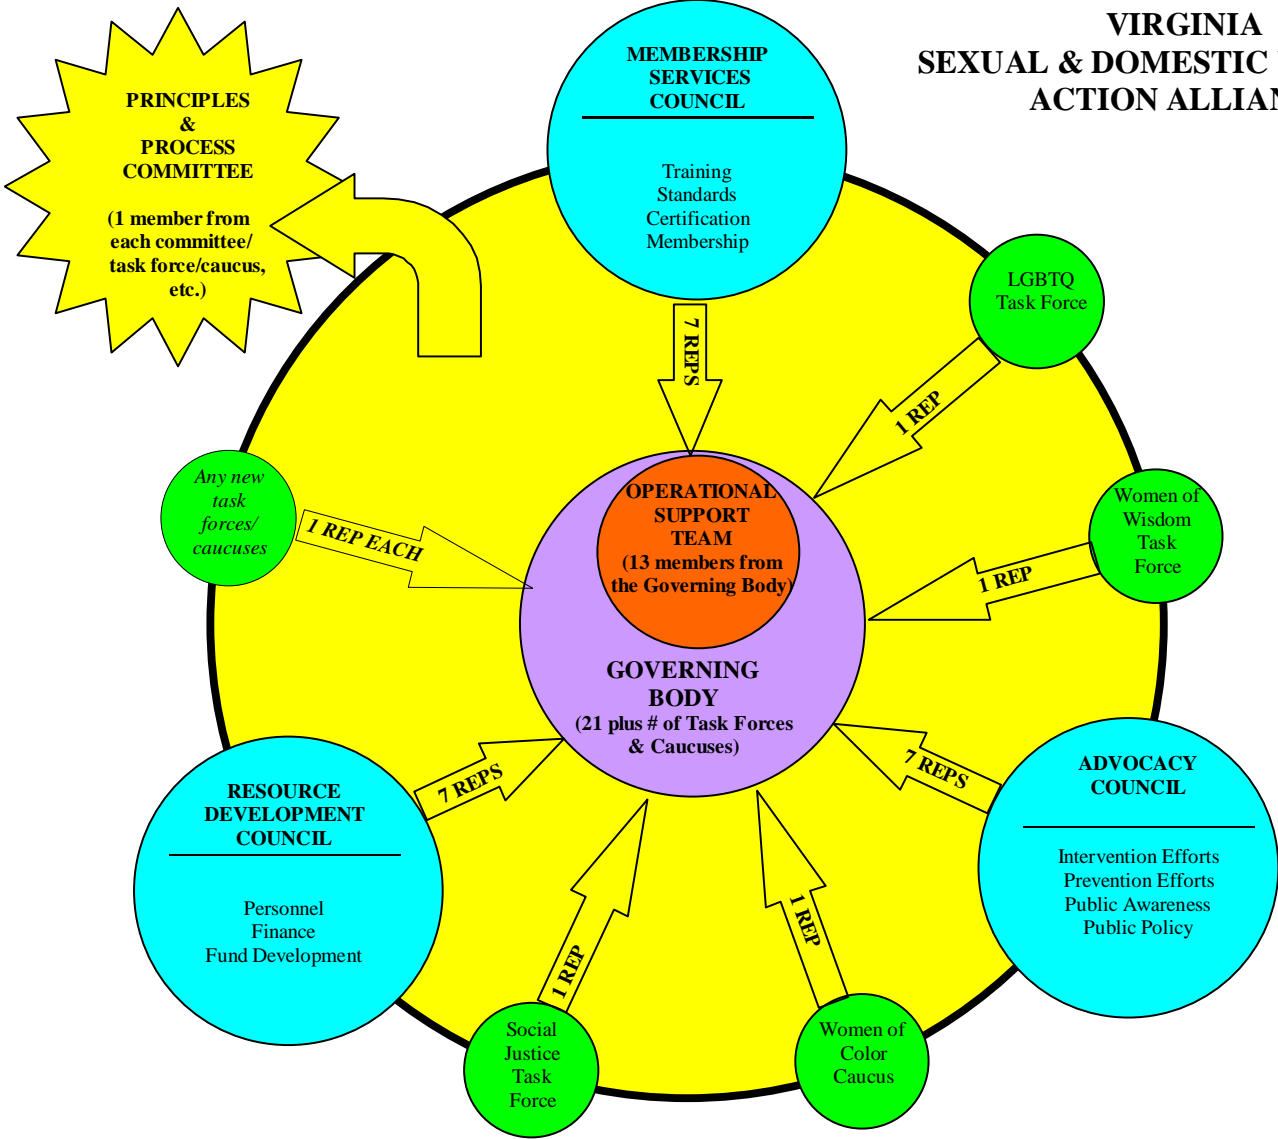 VIRGINIA
SEXUAL & DOMESTIC
ACTION ALLIAN
PRINCIPLES
&
PROCESS
COMMITTEE
(1 member from
each committee/
task force/caucus,
etc.)
MEMBERSHIP
SERVICES
COUNCIL
Training
Standards
Certification
Membership
7 REPS
LGBTQ
Task Force
1 REP
Women of
Wisdom
Task
Force
1 REP
Any new
task
forces/
caucuses
1 REP EACH
OPERATIONAL
SUPPORT
TEAM
(13 members from
the Governing Body)
GOVERNING
BODY
(21 plus # of Task Forces
& Caucuses)
RESOURCE
DEVELOPMENT
COUNCIL
Personnel
Finance
Fund Development
7 REPS
ADVOCACY
COUNCIL
Intervention Efforts
Prevention Efforts
Public Awareness
Public Policy
7 REPS
1 REP
Social
Justice
Task
Force
1 REP
Women of
Color
Caucus